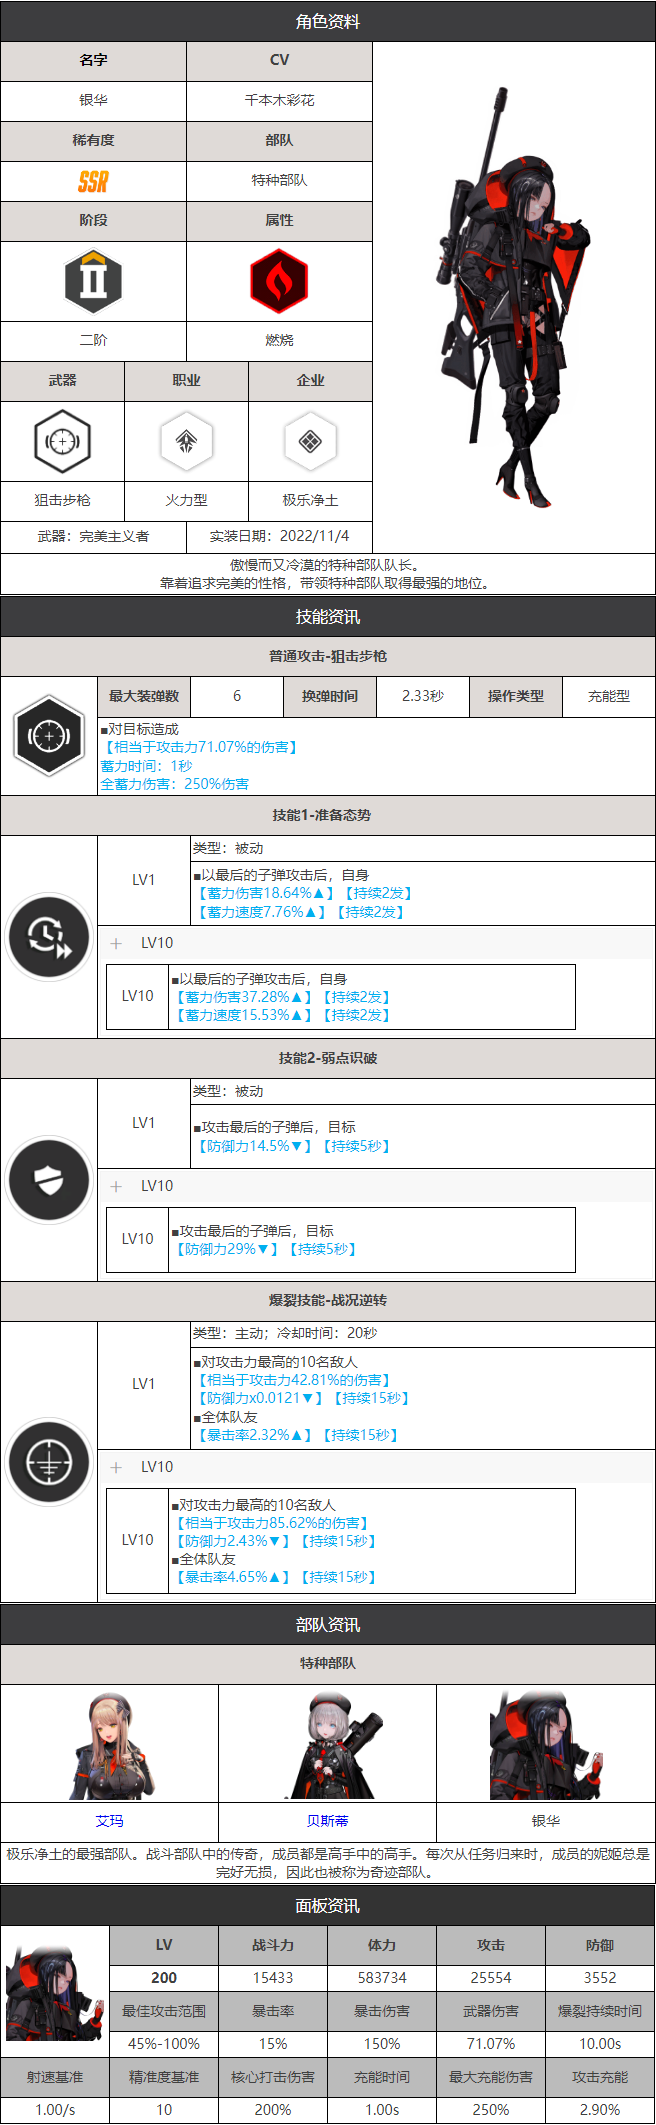 角色资料
名字 CV
银华 千本木彩花
稀有度 部队
SSR 特种部队
阶段 属性
II
二阶 燃烧
武器 职业 企业
狙击步枪 火力型 极乐净土
武器：完美主义者 实装日期：2022/11/4
傲慢而又冷漠的特种部队队长。
靠着追求完美的性格，带领特种部队取得最强的地位。
技能资讯
普通攻击-狙击步枪
最大装弹数 6 换弹时间 2.33秒 操作类型 充能型
■对目标造成
【相当于攻击力71.07%的伤害】
蓄力时间：1秒
全蓄力伤害：250%伤害
技能1-准备态势
类型：被动
LV1
■以最后的子弹攻击后，自身
【蓄力伤害18.64%▲】【持续2发】
【蓄力速度7.76%▲】【持续2发】
＋ LV10
LV10
■以最后的子弹攻击后，自身
【蓄力伤害37.28%▲】【持续2发】
【蓄力速度15.53%▲】【持续2发】
技能2-弱点识破
类型：被动
LV1
■攻击最后的子弹后，目标
【防御力14.5%▼】【持续5秒】
＋ LV10
LV10
■攻击最后的子弹后，目标
【防御力29%▼】【持续5秒】
爆裂技能-战况逆转
类型：主动；冷却时间：20秒
LV1
■对攻击力最高的10名敌人
【相当于攻击力42.81%的伤害】
【防御力x0.0121▼】【持续15秒】
■全体队友
【暴击率2.32%▲】【持续15秒】
＋ LV10
LV10
■对攻击力最高的10名敌人
【相当于攻击力85.62%的伤害】
【防御力2.43%▼】【持续15秒】
■全体队友
【暴击率4.65%▲】【持续15秒】
部队资讯
特种部队
艾玛 贝斯蒂 银华
极乐净土的最强部队。战斗部队中的传奇，成员都是高手中的高手。每次从任务归来时，成员的妮姬总是
完好无损，因此也被称为奇迹部队。
面板资讯
LV 战斗力 体力 攻击 防御
200 15433 583734 25554 3552
最佳攻击范围 暴击率 暴击伤害 武器伤害 爆裂持续时间
45%-100% 15% 150% 71.07% 10.00s
射速基准 精准度基准 核心打击伤害 充能时间 最大充能伤害 攻击充能
1.00/s 10 200% 1.00s 250% 2.90%